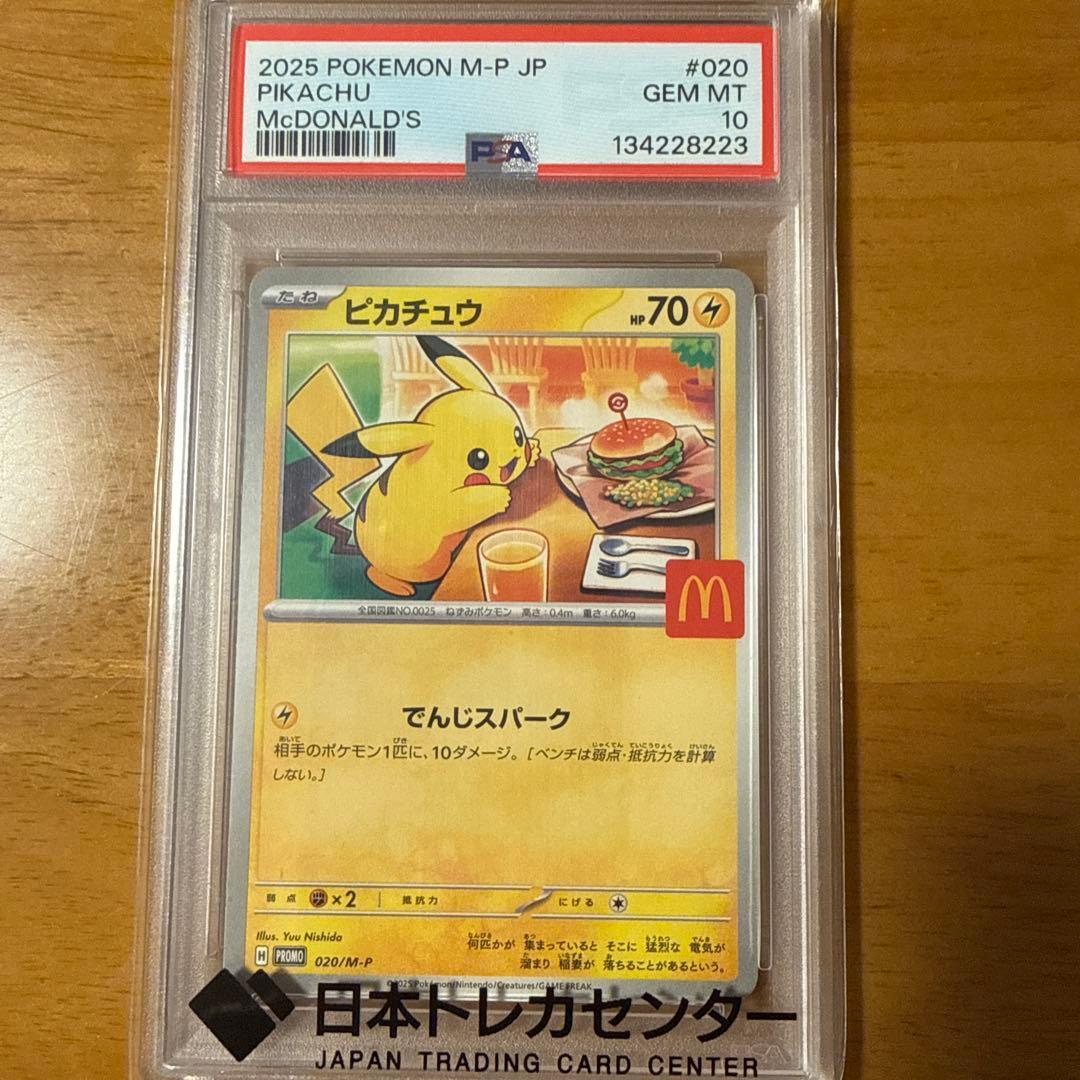 2025 POKEMON M-P JP #020
PIKACHU GEM MT
McDONALD'S 10
PSA 134228223
たね ピカチュウ HP70
M
全国図鑑NO.0025 ねずみポケモン 高さ:0.4m 重さ:6.0kg
でんじスパーク
相手のポケモン1匹に、10ダメージ。[ベンチは弱点・抵抗力を計算
しない。]
弱点 ×2 抵抗力 にげる
Illus. Yuu Nishida
何匹かが 集まっていると そこに 猛烈な 電気が
溜まり 稲妻が 落ちることがあるという。
H PROMO 020/M-P
©2025 Pokémon/Nintendo/Creatures/GAME FREAK
日本トレカセンター
JAPAN TRADING CARD CENTER